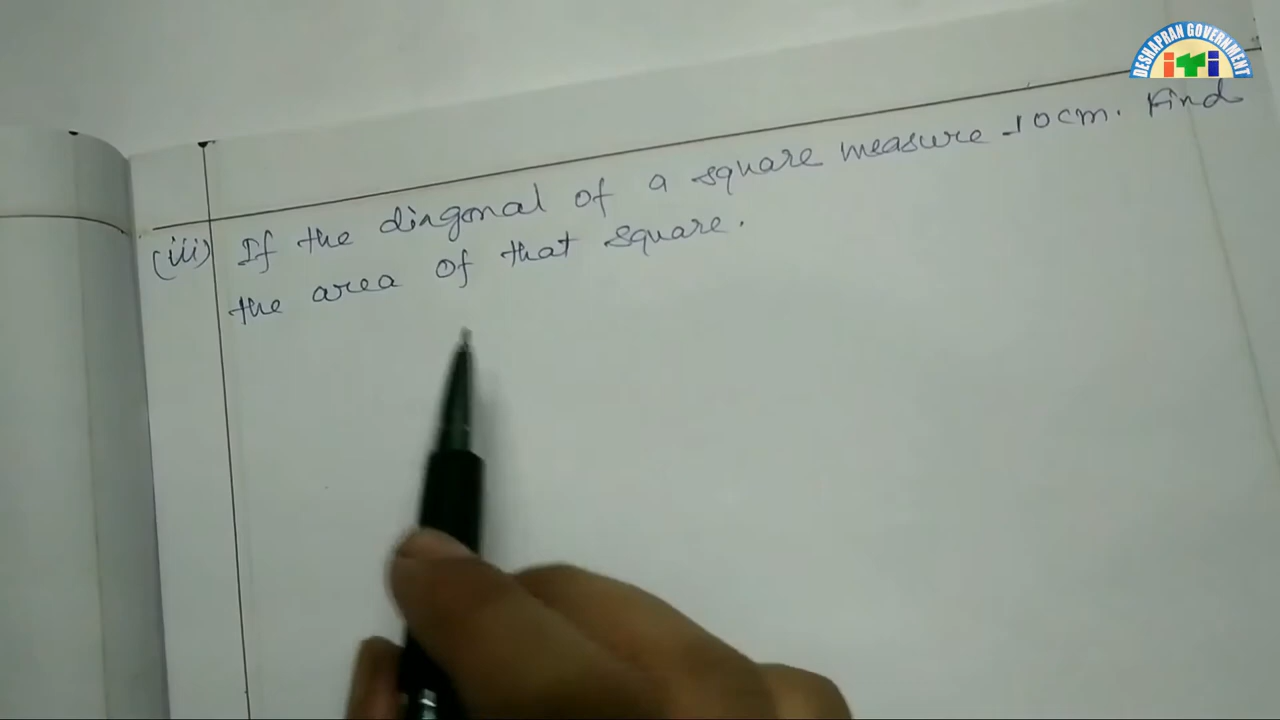 DESHAPRAN GOVERNMENT
iTi
(iii) If the diagonal of a square measure 10cm. Find
the area of that square.